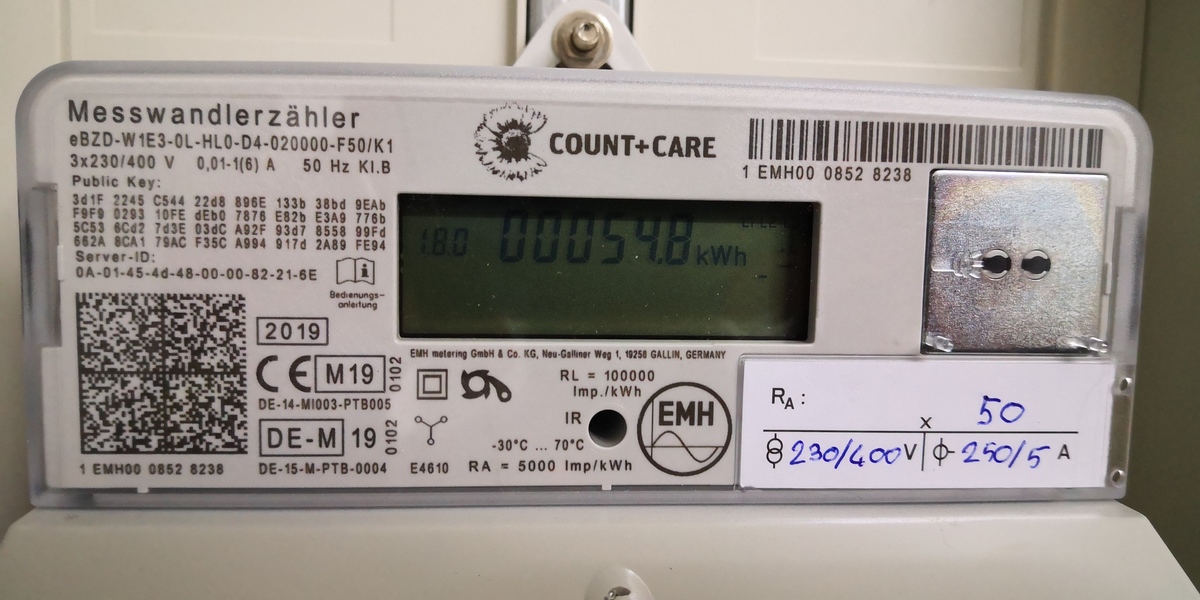 Messwandlerzähler
eBZD-W1E3-0L-HL0-D4-020000-F50/K1
3x230/400 V 0,01-1(6) A 50 Hz Kl.B
Public Key:
3d1F 2245 C544 22d8 896E 133b 38bd 9EAb
F9F9 0293 10FE dEb0 7876 E82b E3A9 776b
5C53 6Cd2 7d3E 03dC A92F 93d7 8558 99Fd
662A 8CA1 79AC F35C A994 917d 2A89 FE94
Server-ID:
0A-01-45-4d-48-00-00-82-21-6E
Bedienungs-
anleitung
COUNT+CARE
1 EMH00 0852 8238
1.8.0 000054.8 kWh
2019
CE M19 0102
DE-14-MI003-PTB005
DE-M 19 0102
1 EMH00 0852 8238
DE-15-M-PTB-0004
EMH metering GmbH & Co. KG, Neu-Galliner Weg 1, 19258 GALLIN, GERMANY
RL = 100000
Imp./kWh
IR
-30°C ... 70°C
E4610 RA = 5000 Imp/kWh
EMH
RA:
x 50
230/400 V 250/5 A